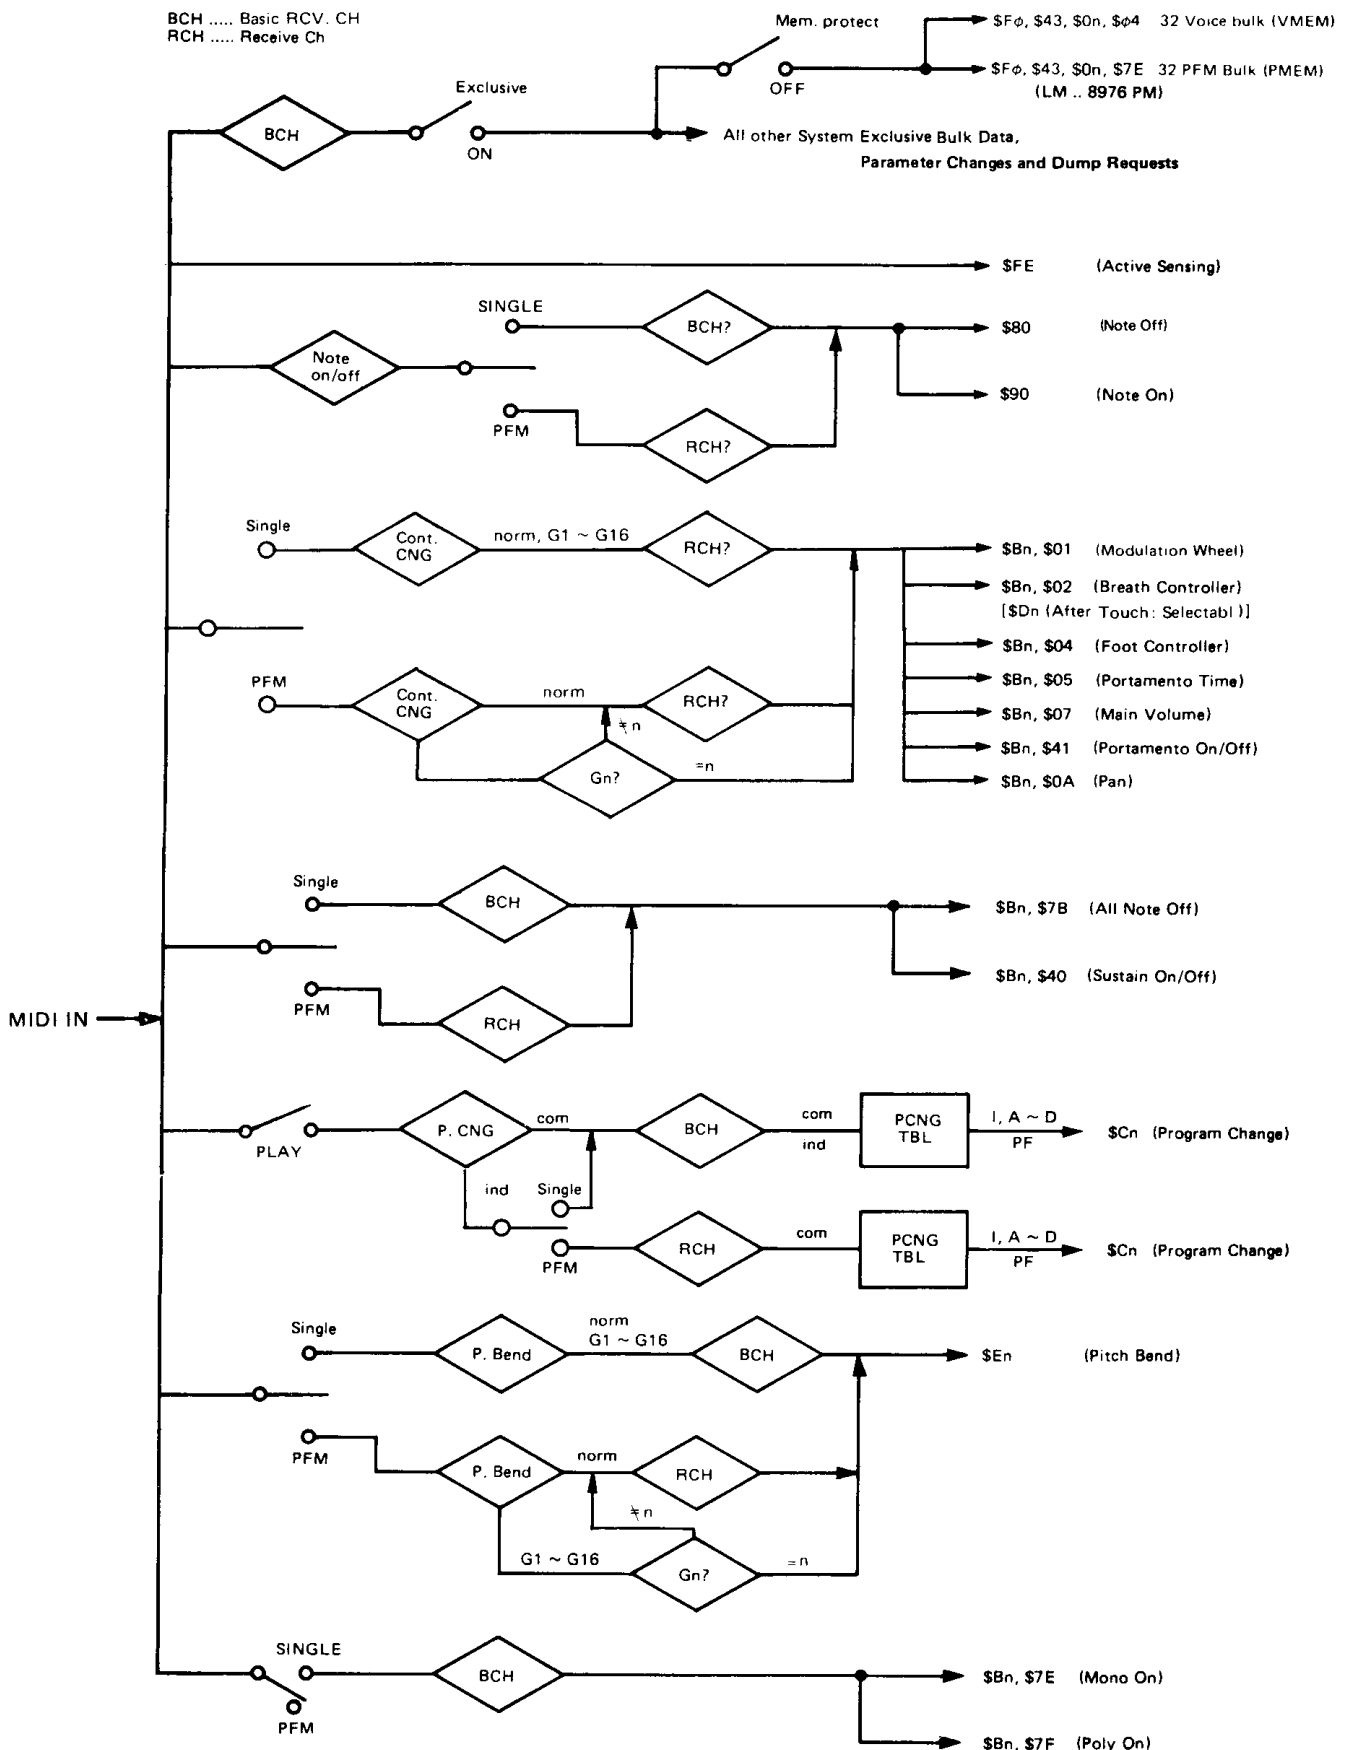 BCH ..... Basic RCV. CH
RCH ..... Receive Ch
Mem. protect
$Fφ, $43, $0n, $φ4 32 Voice bulk (VMEM)
OFF
$Fφ, $43, $0n, $7E 32 PFM Bulk (PMEM)
(LM .. 8976 PM)
Exclusive
BCH
ON
All other System Exclusive Bulk Data,
Parameter Changes and Dump Requests
$FE (Active Sensing)
SINGLE
BCH?
$80 (Note Off)
Note
on/off
$90 (Note On)
PFM
RCH?
Single
Cont.
CNG
norm, G1 ~ G16
RCH?
$Bn, $01 (Modulation Wheel)
$Bn, $02 (Breath Controller)
[$Dn (After Touch: Selectabl )]
$Bn, $04 (Foot Controller)
PFM
Cont.
CNG
norm
RCH?
$Bn, $05 (Portamento Time)
$Bn, $07 (Main Volume)
≠n
$Bn, $41 (Portamento On/Off)
Gn?
=n
$Bn, $0A (Pan)
Single
BCH
$Bn, $7B (All Note Off)
$Bn, $40 (Sustain On/Off)
PFM
RCH
MIDI IN
PLAY
P. CNG
com
BCH
com
ind
PCNG
TBL
I, A ~ D
PF
$Cn (Program Change)
ind
Single
PFM
RCH
com
PCNG
TBL
I, A ~ D
PF
$Cn (Program Change)
Single
P. Bend
norm
G1 ~ G16
BCH
$En (Pitch Bend)
PFM
P. Bend
norm
RCH
≠n
G1 ~ G16
Gn?
=n
SINGLE
BCH
$Bn, $7E (Mono On)
PFM
$Bn, $7F (Poly On)